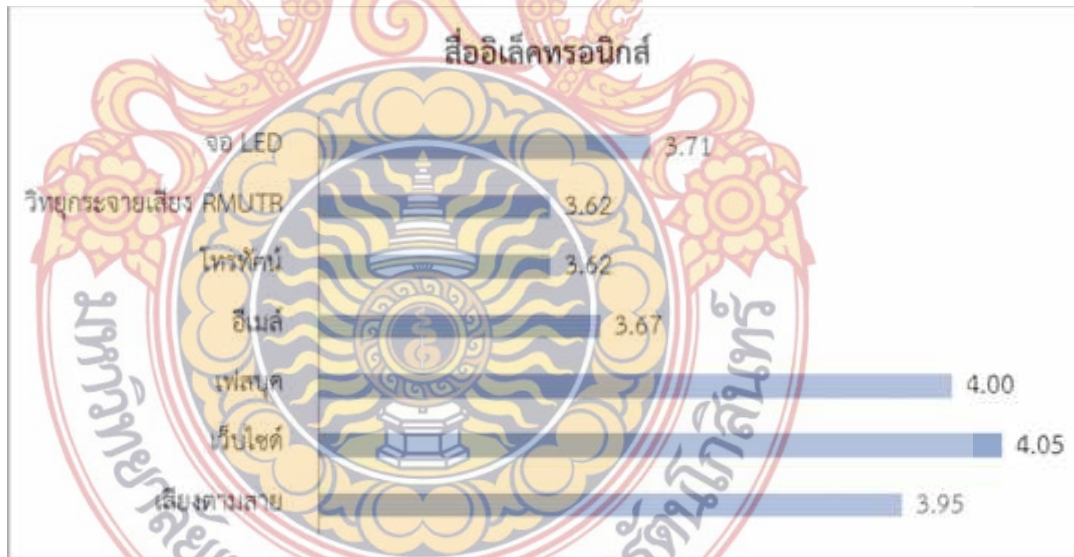 สื่ออิเล็คทรอนิกส์
จอ LED 3.71
วิทยุกระจายเสียง RMUTR 3.62
โทรทัศน์ 3.62
อีเมล์ 3.67
เฟสบุค 4.00
เว็บไซต์ 4.05
เสียงตามสาย 3.95